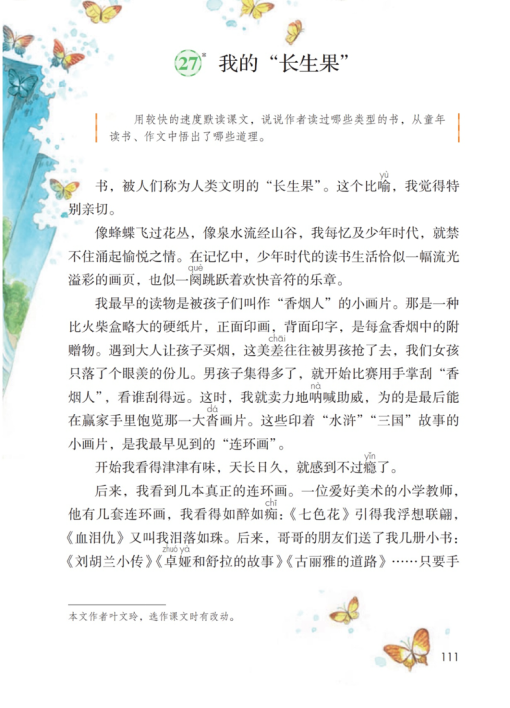 27* 我的“长生果”
用较快的速度默读课文，说说作者读过哪些类型的书，从童年
读书、作文中悟出了哪些道理。
yù
书，被人们称为人类文明的“长生果”。这个比喻，我觉得特
别亲切。
像蜂蝶飞过花丛，像泉水流经山谷，我每忆及少年时代，就禁
不住涌起愉悦之情。在记忆中，少年时代的读书生活恰似一幅流光
què
溢彩的画页，也似一阕跳跃着欢快音符的乐章。
我最早的读物是被孩子们叫作“香烟人”的小画片。那是一种
比火柴盒略大的硬纸片，正面印画，背面印字，是每盒香烟中的附
chāi
赠物。遇到大人让孩子买烟，这美差往往被男孩抢了去，我们女孩
只落了个眼羡的份儿。男孩子集得多了，就开始比赛用手掌刮“香
nà
烟人”，看谁刮得远。这时，我就卖力地呐喊助威，为的是最后能
dá
在赢家手里饱览那一大沓画片。这些印着“水浒”“三国”故事的
小画片，是我最早见到的“连环画”。
yǐn
开始我看得津津有味，天长日久，就感到不过瘾了。
后来，我看到几本真正的连环画。一位爱好美术的小学教师，
chī
他有几套连环画，我看得如醉如痴：《七色花》引得我浮想联翩，
《血泪仇》又叫我泪落如珠。后来，哥哥的朋友们送了我几册小书：
zhuó yà
《刘胡兰小传》《卓娅和舒拉的故事》《古丽雅的道路》……只要手
本文作者叶文玲，选作课文时有改动。
111